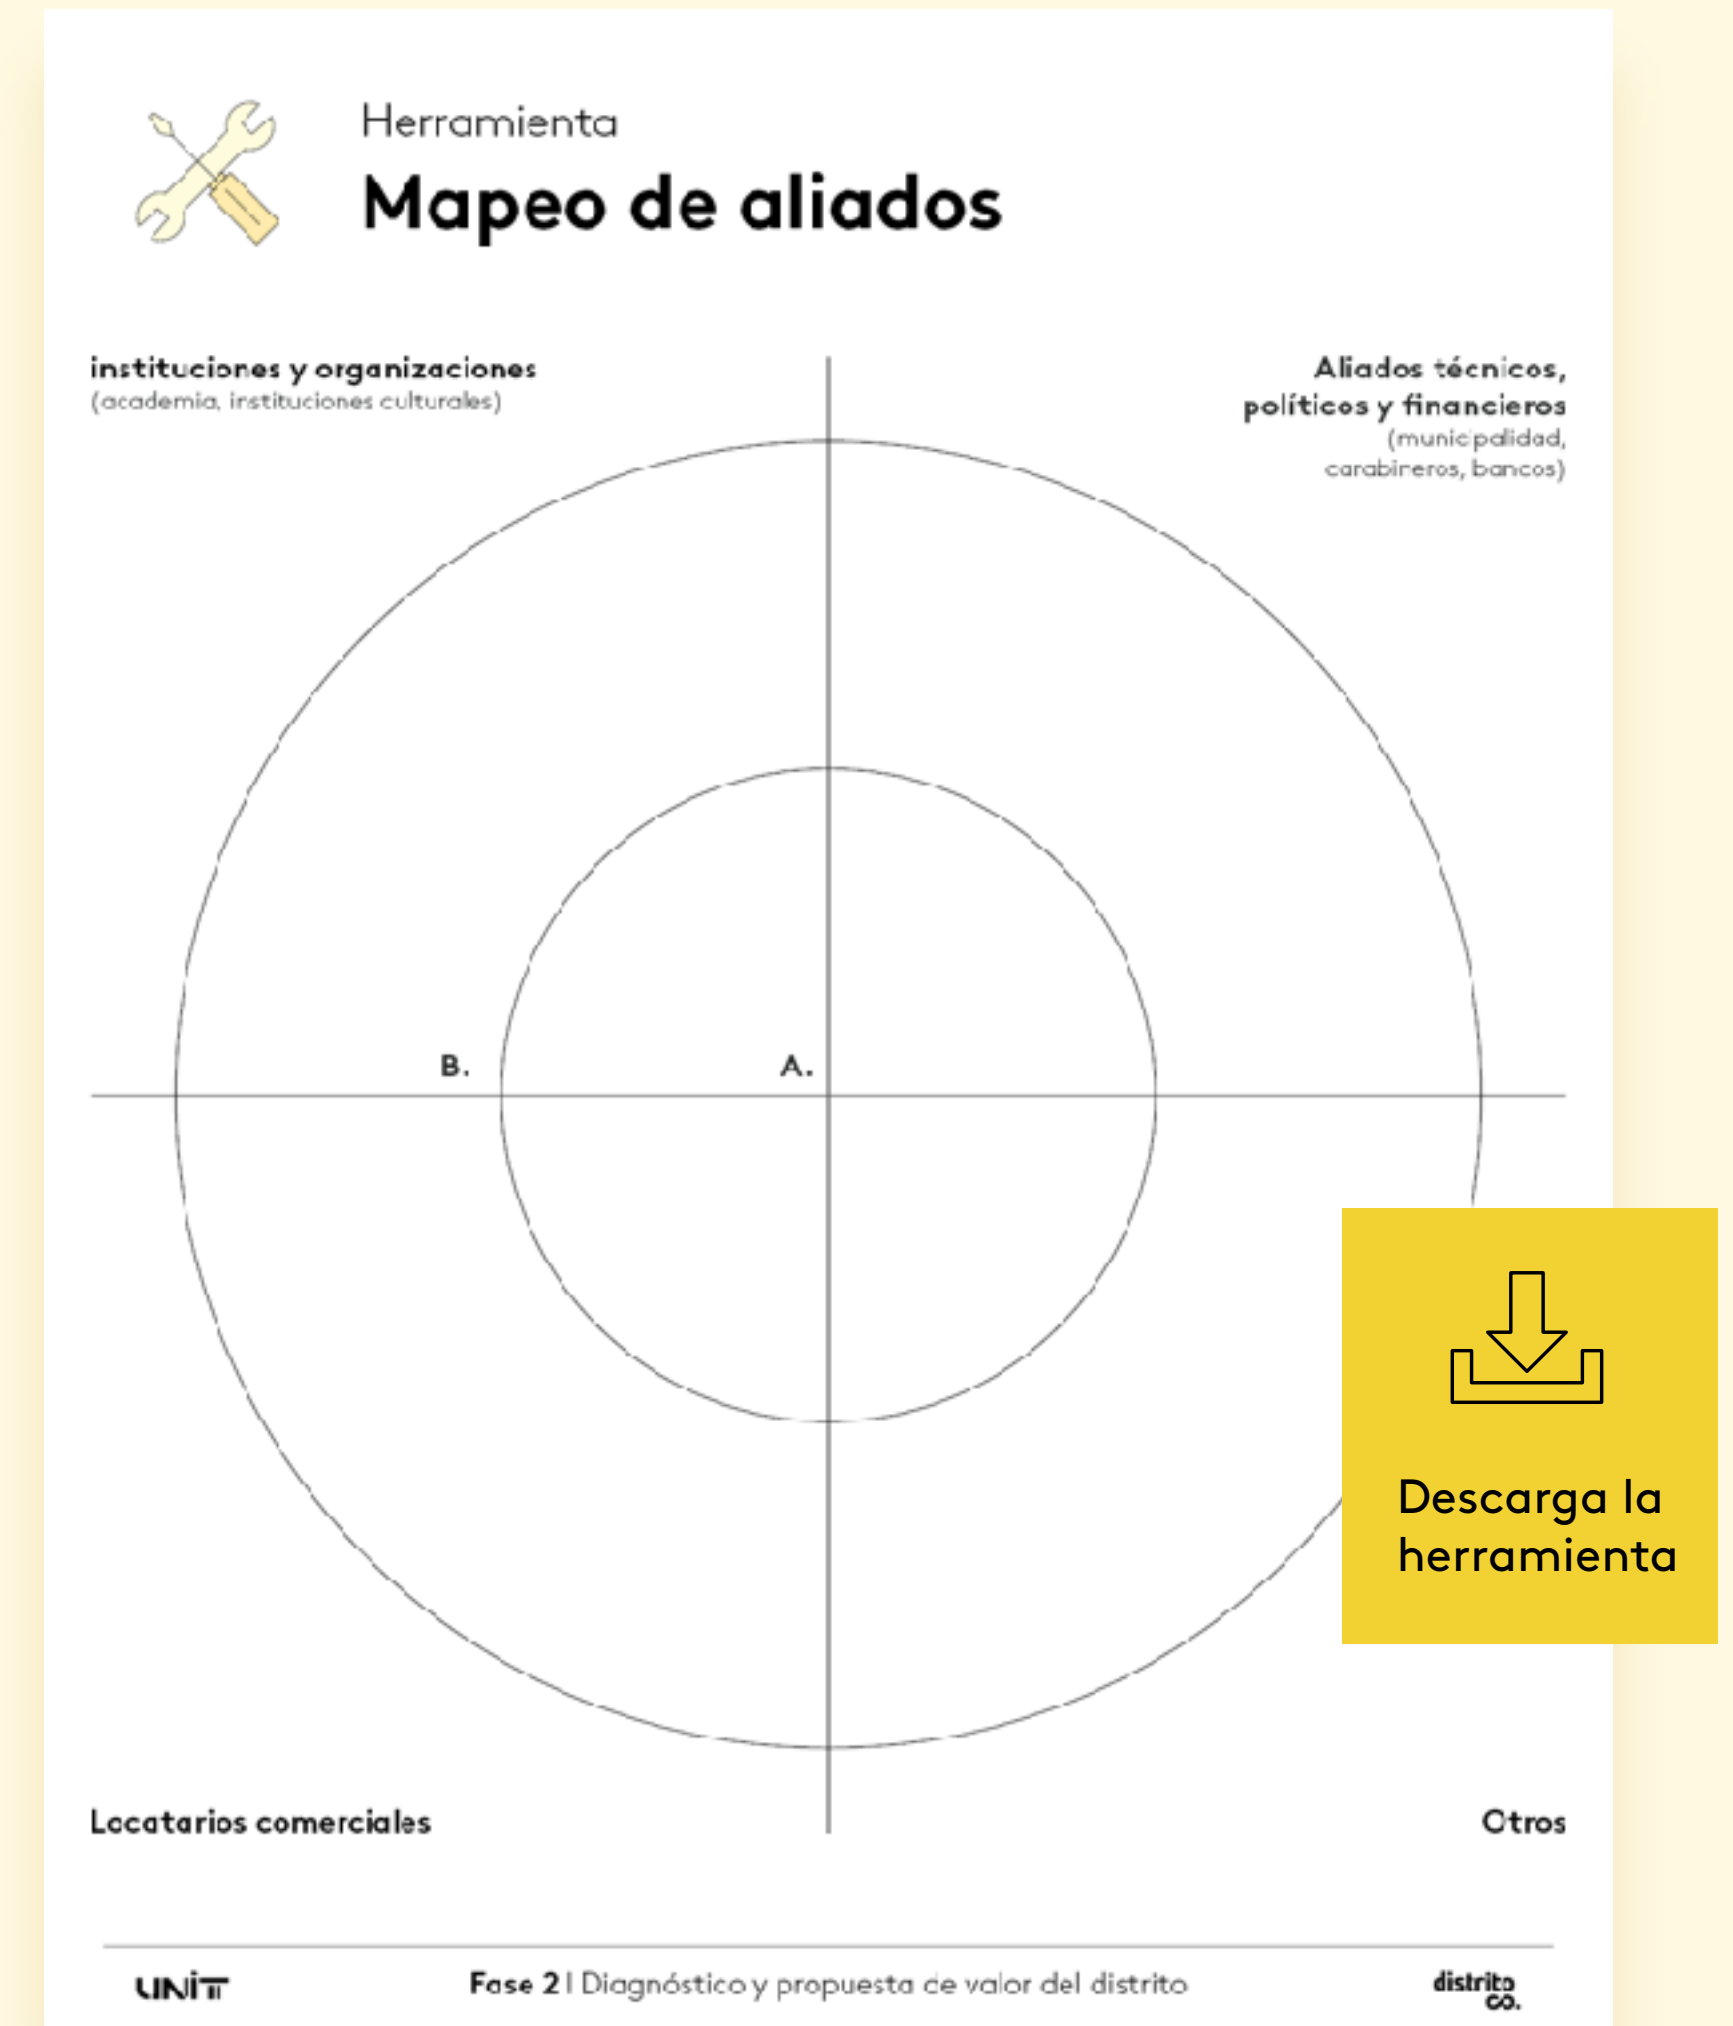 Herramienta
Mapeo de aliados
instituciones y organizaciones
(academia, instituciones culturales)
Aliados técnicos,
políticos y financieros
(municipalidad,
carabineros, bancos)
B.
A.
Descarga la
herramienta
Locatarios comerciales
Otros
UNIT
Fase 2 | Diagnóstico y propuesta de valor del distrito
distrito
co.